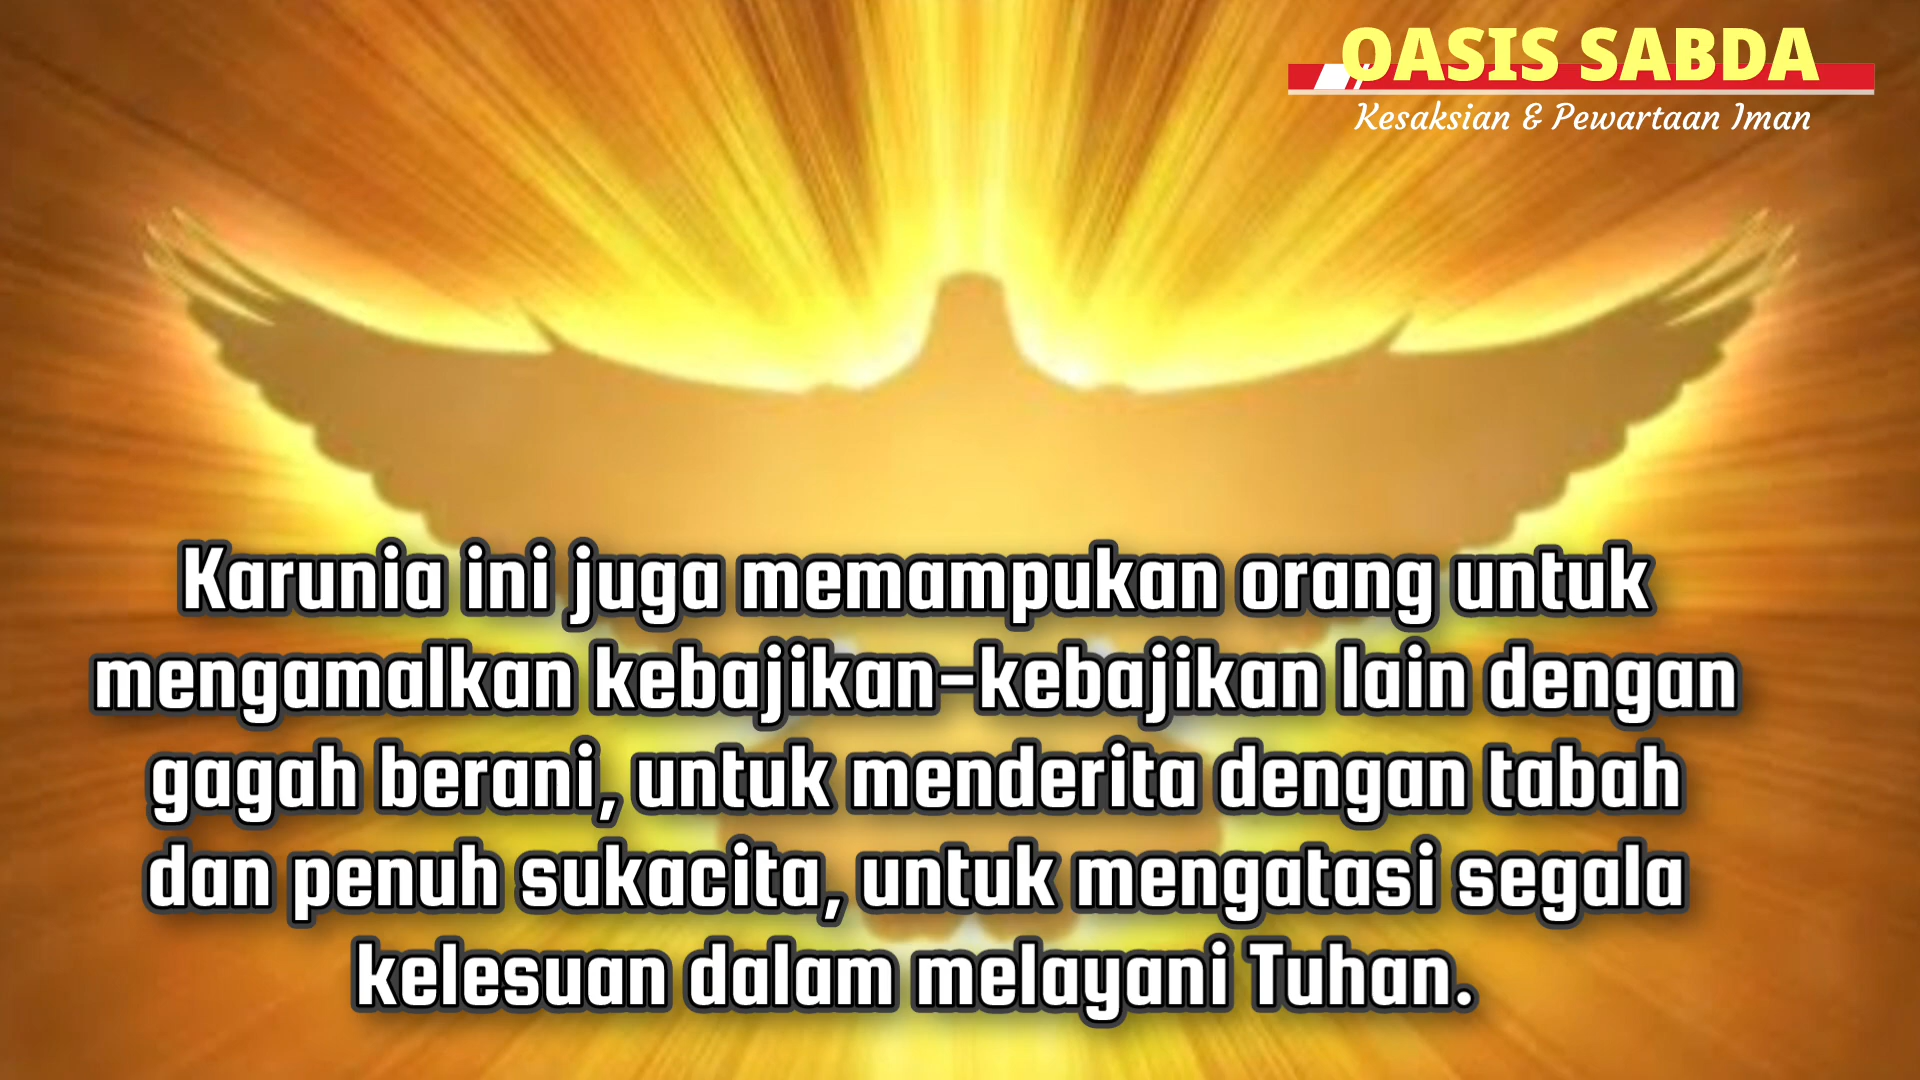 OASIS SABDA
Kesaksian & Pewartaan Iman
Karunia ini juga memampukan orang untuk
mengamalkan kebajikan-kebajikan lain dengan
gagah berani, untuk menderita dengan tabah
dan penuh sukacita, untuk mengatasi segala
kelesuan dalam melayani Tuhan.